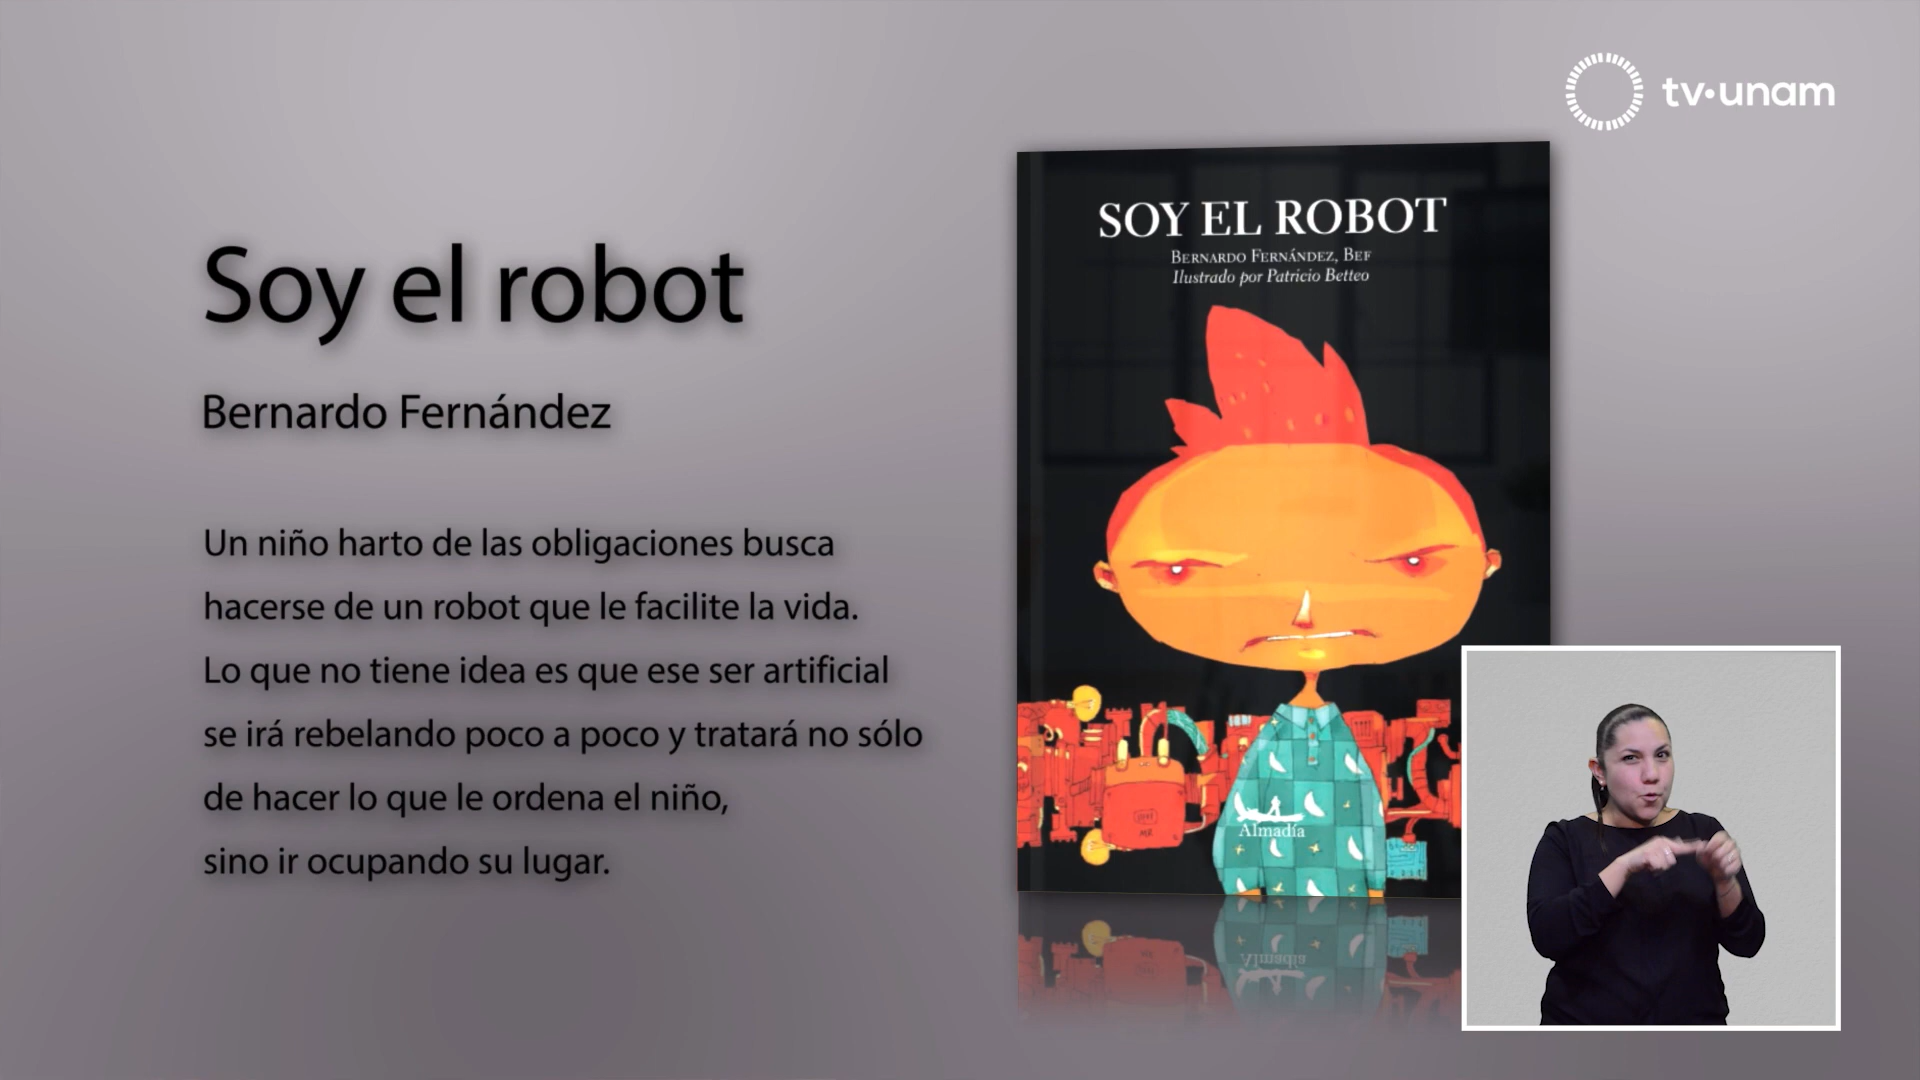 tv·unam
Soy el robot
Bernardo Fernández
Un niño harto de las obligaciones busca
hacerse de un robot que le facilite la vida.
Lo que no tiene idea es que ese ser artificial
se irá rebelando poco a poco y tratará no sólo
de hacer lo que le ordena el niño,
sino ir ocupando su lugar.
SOY EL ROBOT
BERNARDO FERNÁNDEZ, BEF
Ilustrado por Patricio Betteo
Almadía